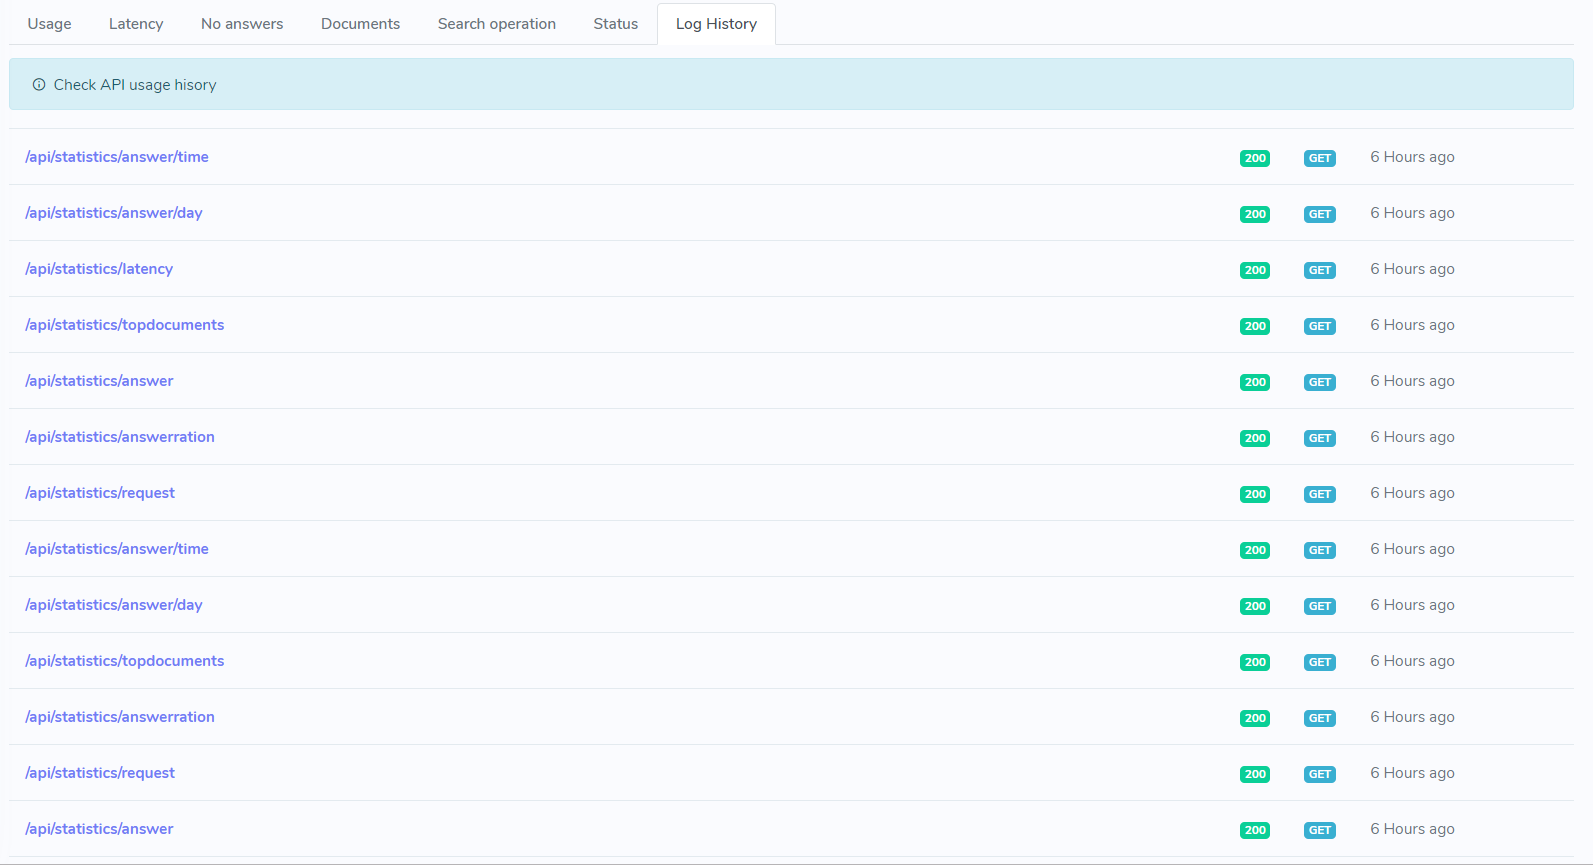 Usage Latency No answers Documents Search operation Status Log History
Check API usage hisory
/api/statistics/answer/time 200 GET 6 Hours ago
/api/statistics/answer/day 200 GET 6 Hours ago
/api/statistics/latency 200 GET 6 Hours ago
/api/statistics/topdocuments 200 GET 6 Hours ago
/api/statistics/answer 200 GET 6 Hours ago
/api/statistics/answerration 200 GET 6 Hours ago
/api/statistics/request 200 GET 6 Hours ago
/api/statistics/answer/time 200 GET 6 Hours ago
/api/statistics/answer/day 200 GET 6 Hours ago
/api/statistics/topdocuments 200 GET 6 Hours ago
/api/statistics/answerration 200 GET 6 Hours ago
/api/statistics/request 200 GET 6 Hours ago
/api/statistics/answer 200 GET 6 Hours ago